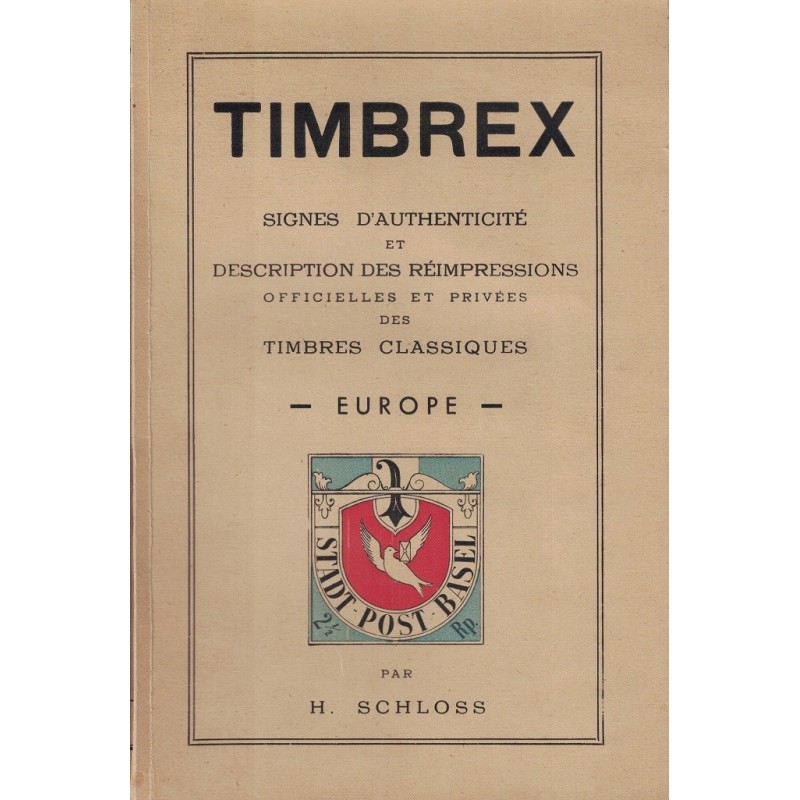 TIMBREX
SIGNES D'AUTHENTICITÉ
ET
DESCRIPTION DES RÉIMPRESSIONS
OFFICIELLES ET PRIVÉES
DES
TIMBRES CLASSIQUES
— EUROPE —
STADT-POST-BASEL
2½ Rp.
PAR
H. SCHLOSS